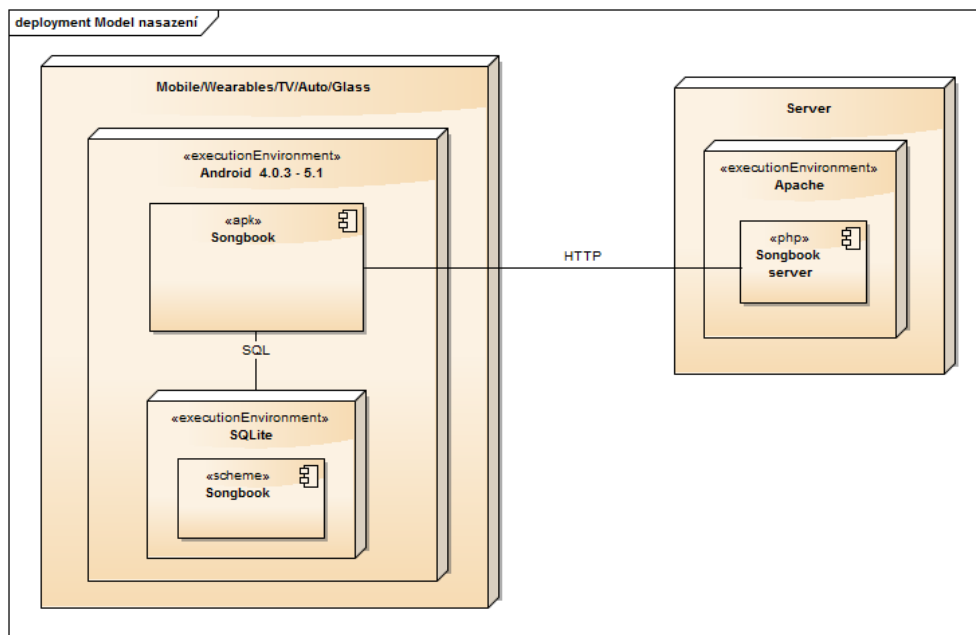 deployment Model nasazení
Mobile/Wearables/TV/Auto/Glass
«executionEnvironment»
Android 4.0.3 - 5.1
«apk»
Songbook
SQL
«executionEnvironment»
SQLite
«scheme»
Songbook
HTTP
Server
«executionEnvironment»
Apache
«php»
Songbook
server